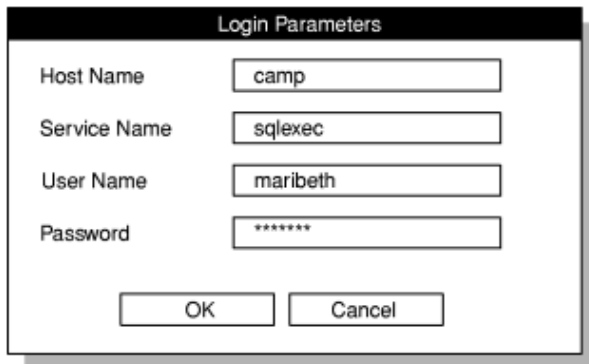 Login Parameters
Host Name camp
Service Name sqlexec
User Name maribeth
Password *******
OK Cancel